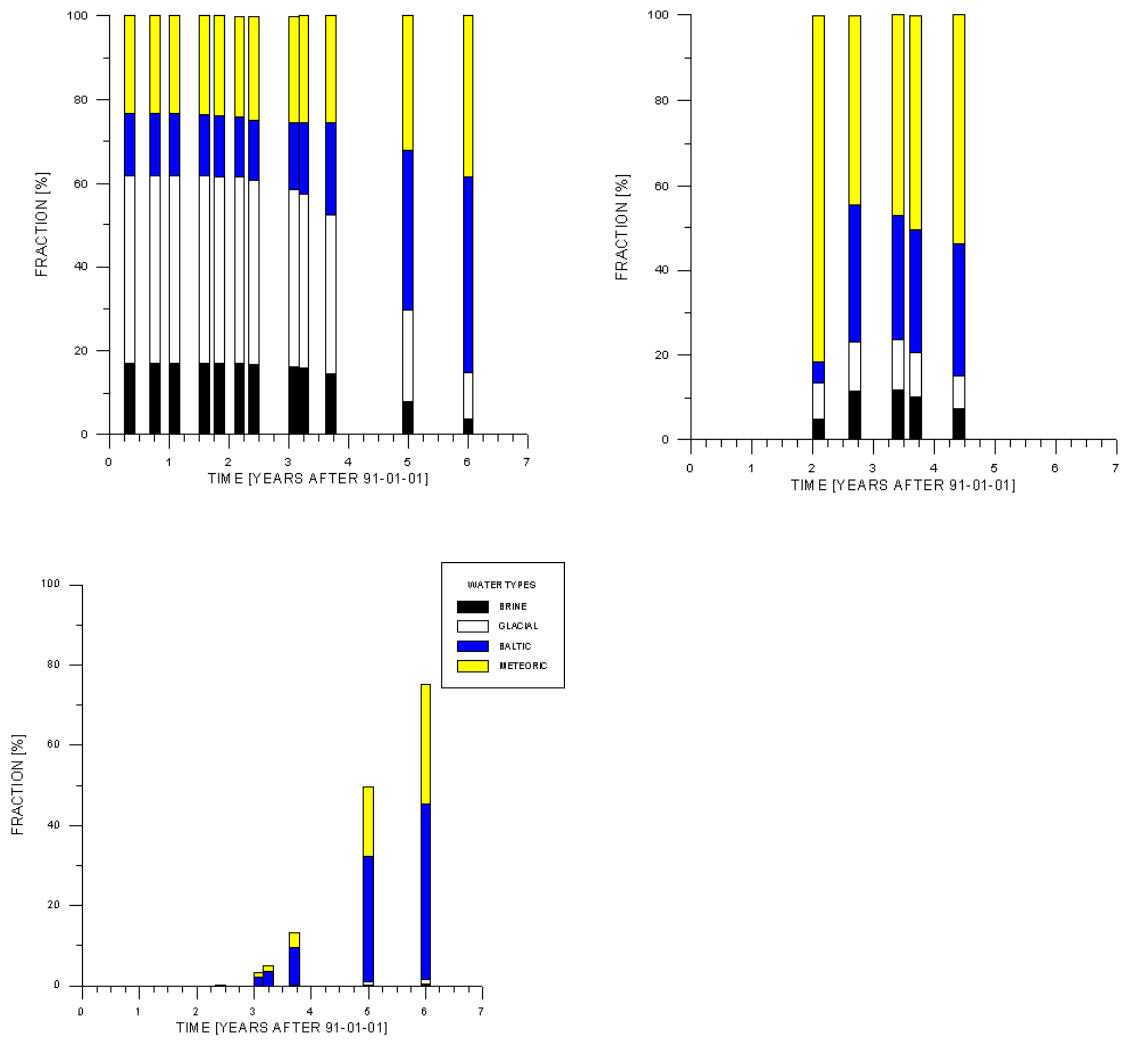 100
80
60
40
20
0
FRACTION [%]
0 1 2 3 4 5 6 7
TIME [YEARS AFTER 91-01-01]
100
80
60
40
20
0
FRACTION [%]
0 1 2 3 4 5 6 7
TIME [YEARS AFTER 91-01-01]
100
80
60
40
20
0
FRACTION [%]
0 1 2 3 4 5 6 7
TIME [YEARS AFTER 91-01-01]
WATER TYPES
BRINE
GLACIAL
BALTIC
METEORIC